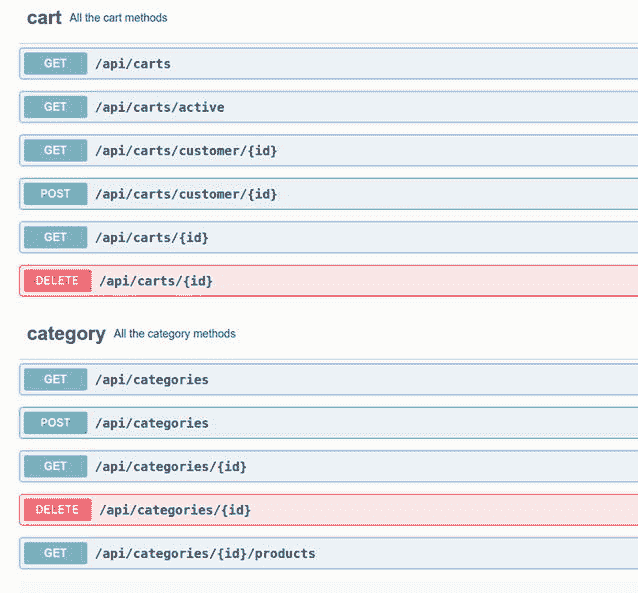 cart All the cart methods
GET /api/carts
GET /api/carts/active
GET /api/carts/customer/{id}
POST /api/carts/customer/{id}
GET /api/carts/{id}
DELETE /api/carts/{id}
category All the category methods
GET /api/categories
POST /api/categories
GET /api/categories/{id}
DELETE /api/categories/{id}
GET /api/categories/{id}/products